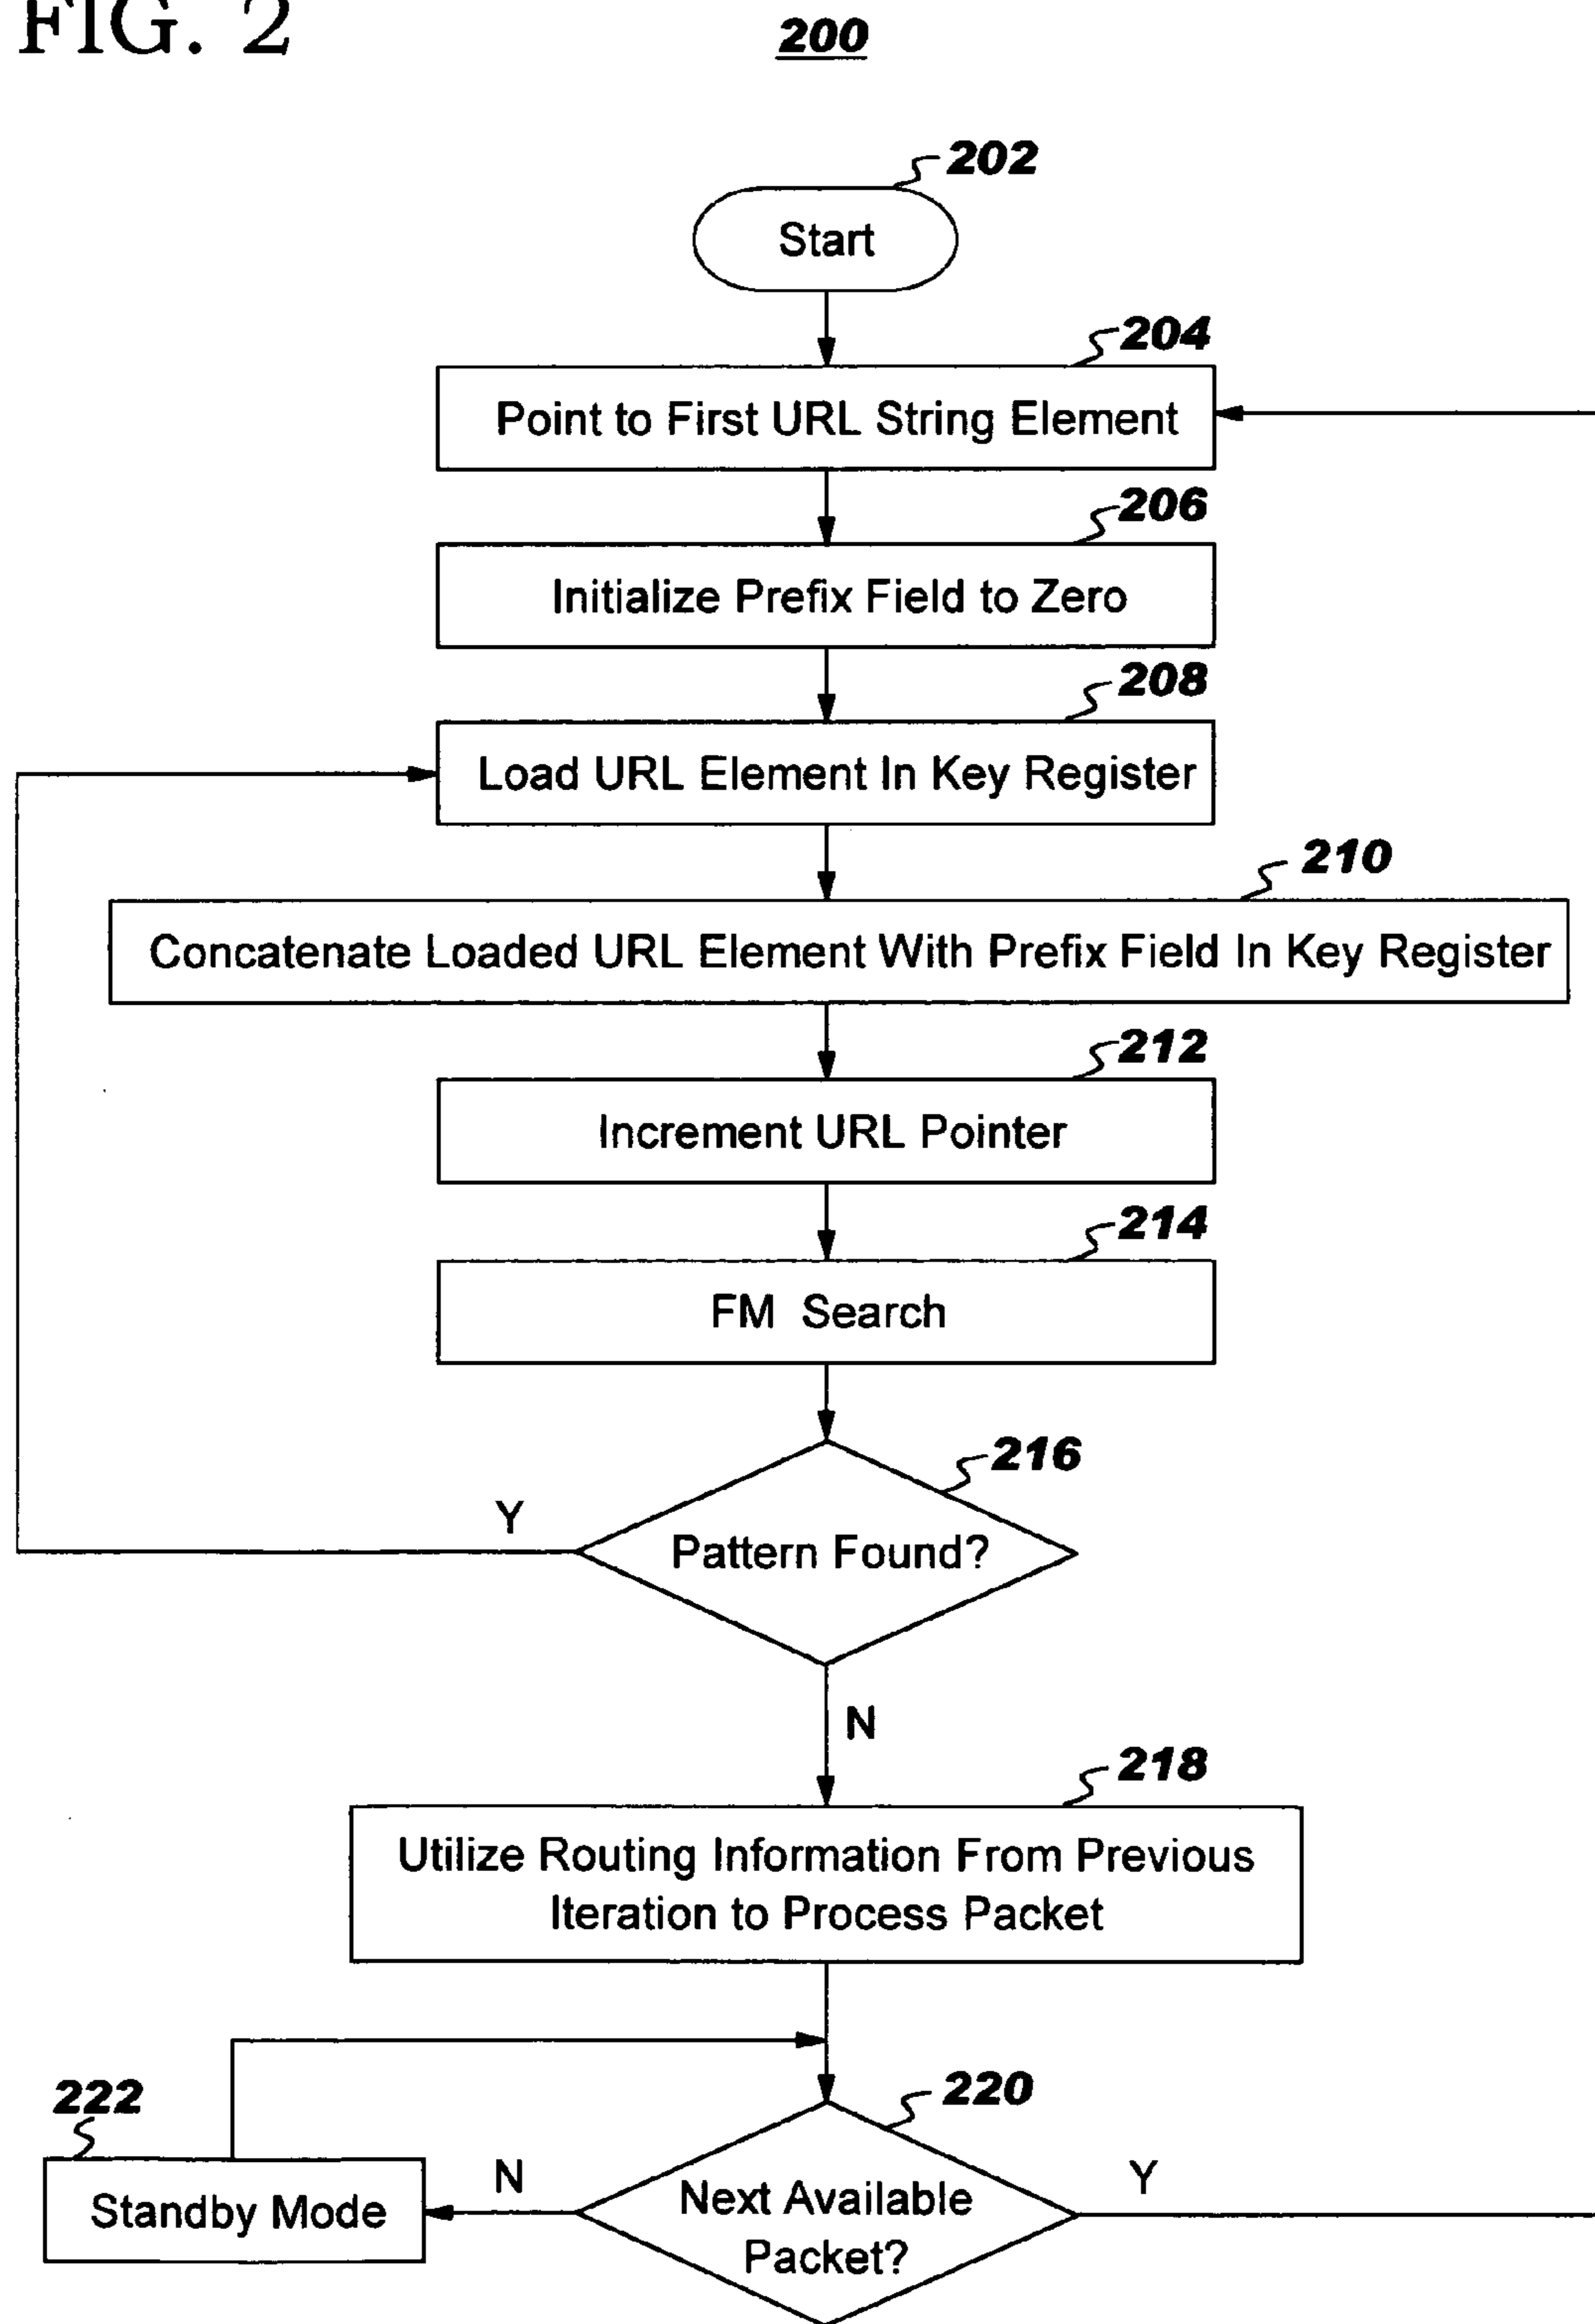 FIG. 2
200
202
Start
204
Point to First URL String Element
206
Initialize Prefix Field to Zero
208
Load URL Element In Key Register
210
Concatenate Loaded URL Element With Prefix Field In Key Register
212
Increment URL Pointer
214
FM Search
216
Pattern Found?
Y
N
218
Utilize Routing Information From Previous
Iteration to Process Packet
220
222
Next Available
Packet?
N
Y
Standby Mode